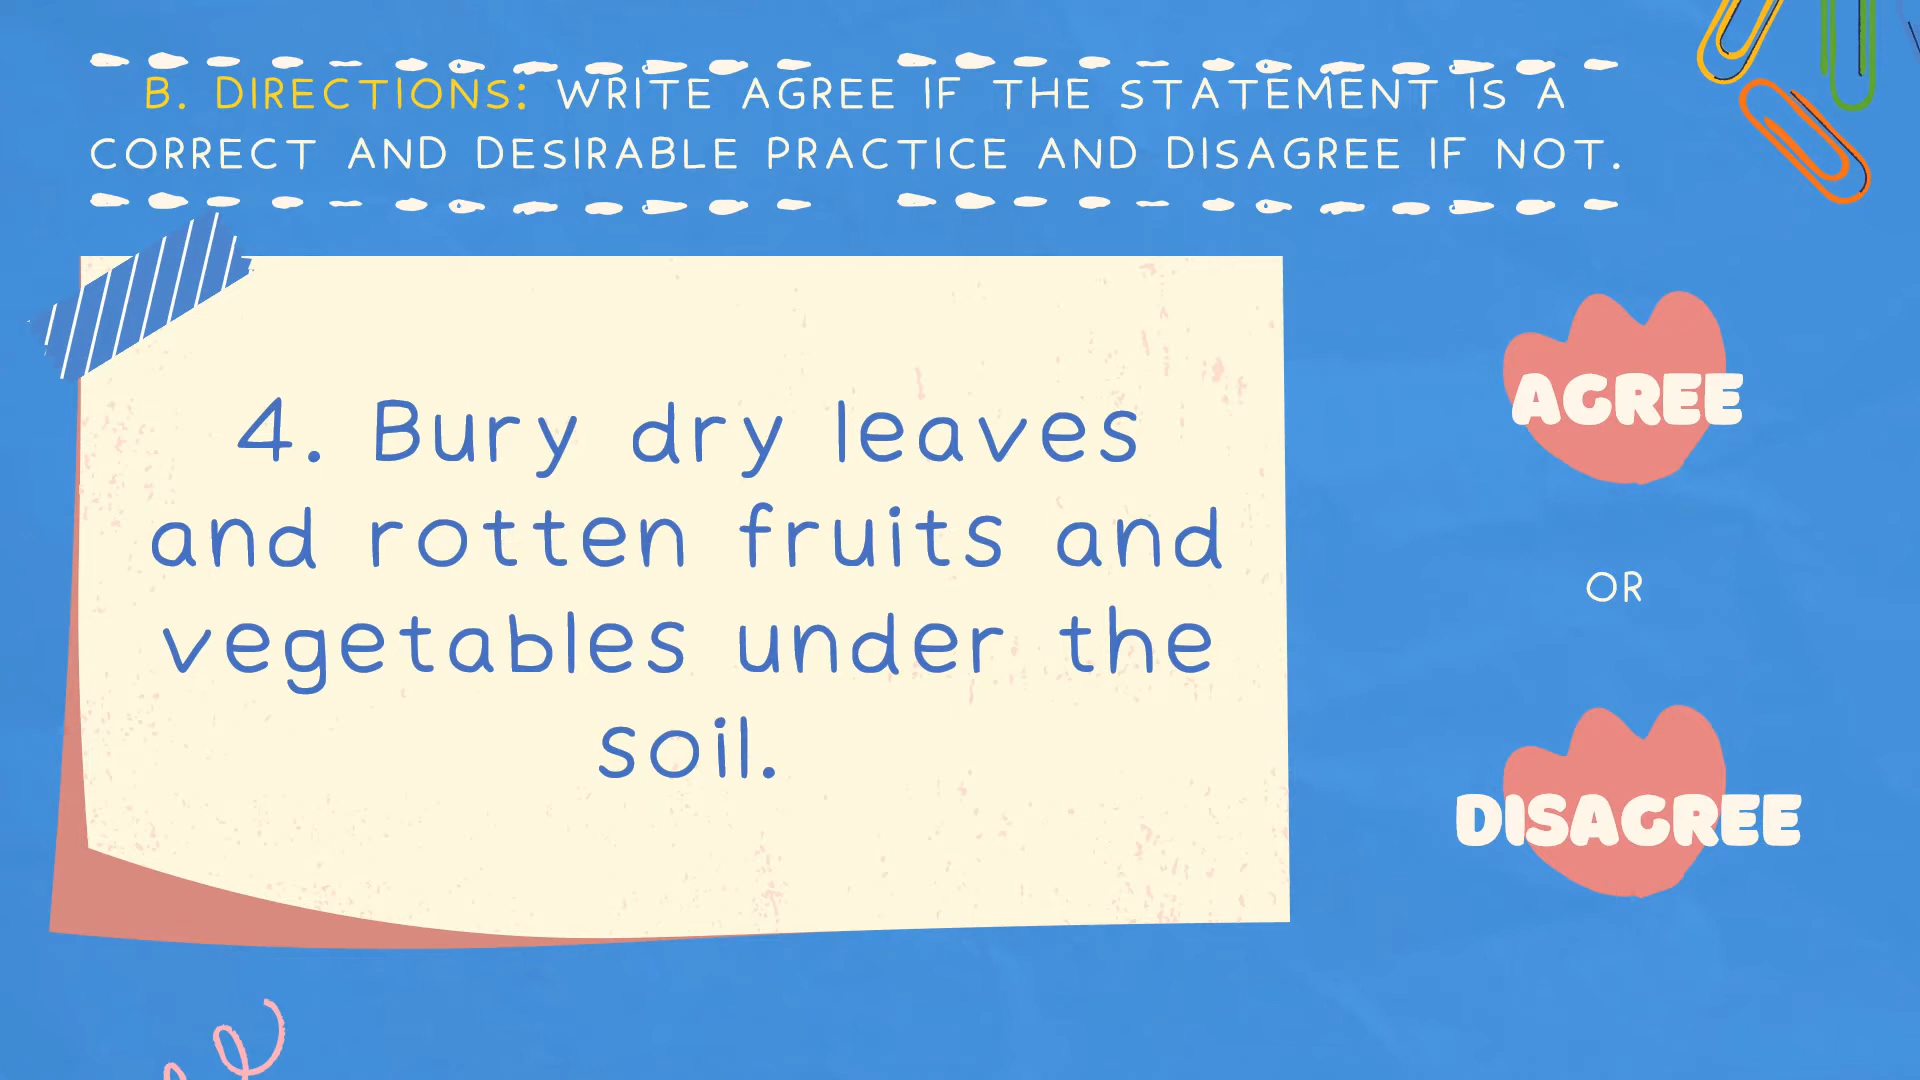 B. DIRECTIONS: WRITE AGREE IF THE STATEMENT IS A
CORRECT AND DESIRABLE PRACTICE AND DISAGREE IF NOT.
4. Bury dry leaves
and rotten fruits and
vegetables under the
soil.
AGREE
OR
DISAGREE